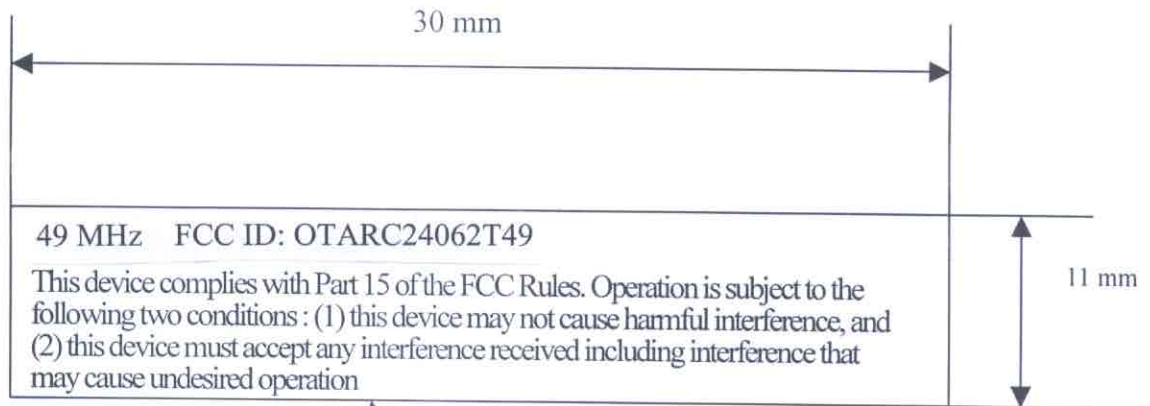 30 mm
49 MHz FCC ID: OTARC24062T49
11 mm
This device complies with Part 15 of the FCC Rules. Operation is subject to the
following two conditions : (1) this device may not cause harmful interference, and
(2) this device must accept any interference received including interference that
may cause undesired operation